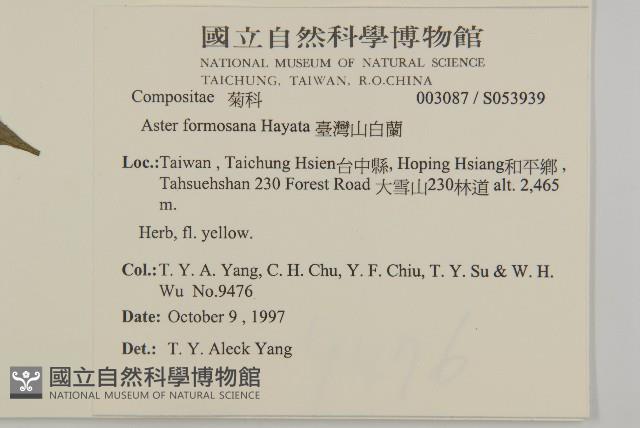 國立自然科學博物館
NATIONAL MUSEUM OF NATURAL SCIENCE
TAICHUNG, TAIWAN, R.O.CHINA
Compositae 菊科 003087 / S053939
Aster formosana Hayata 臺灣山白蘭
Loc.:Taiwan , Taichung Hsien台中縣, Hoping Hsiang和平鄉 ,
Tahsuehshan 230 Forest Road 大雪山230林道 alt. 2,465
m.
Herb, fl. yellow.
Col.: T. Y. A. Yang, C. H. Chu, Y. F. Chiu, T. Y. Su & W. H.
Wu No.9476
Date: October 9 , 1997
Det.: T. Y. Aleck Yang
國立自然科學博物館
NATIONAL MUSEUM OF NATURAL SCIENCE